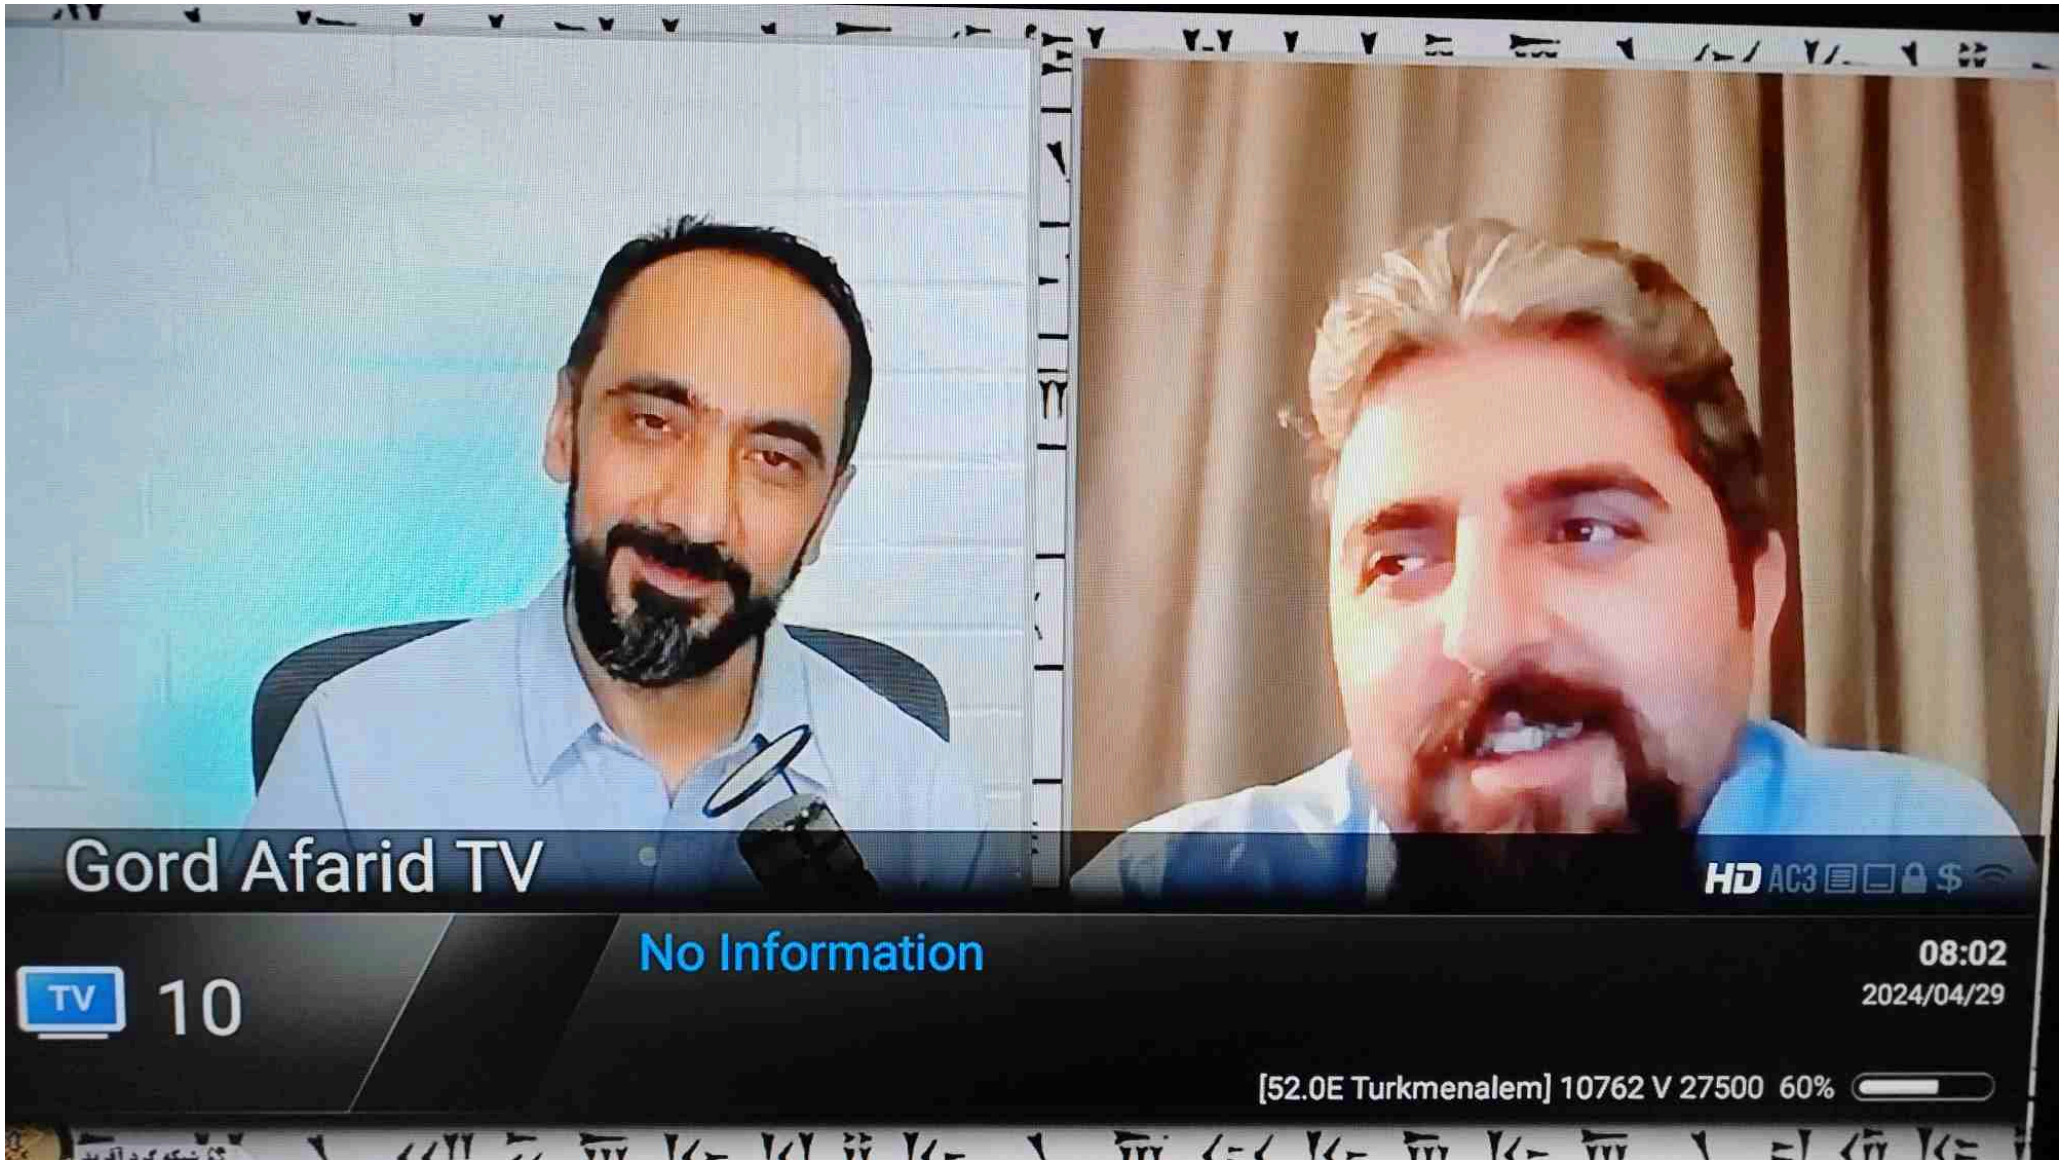 Gord Afarid TV
HD AC3 $
No Information
TV 10
08:02
2024/04/29
[52.0E Turkmenalem] 10762 V 27500 60%